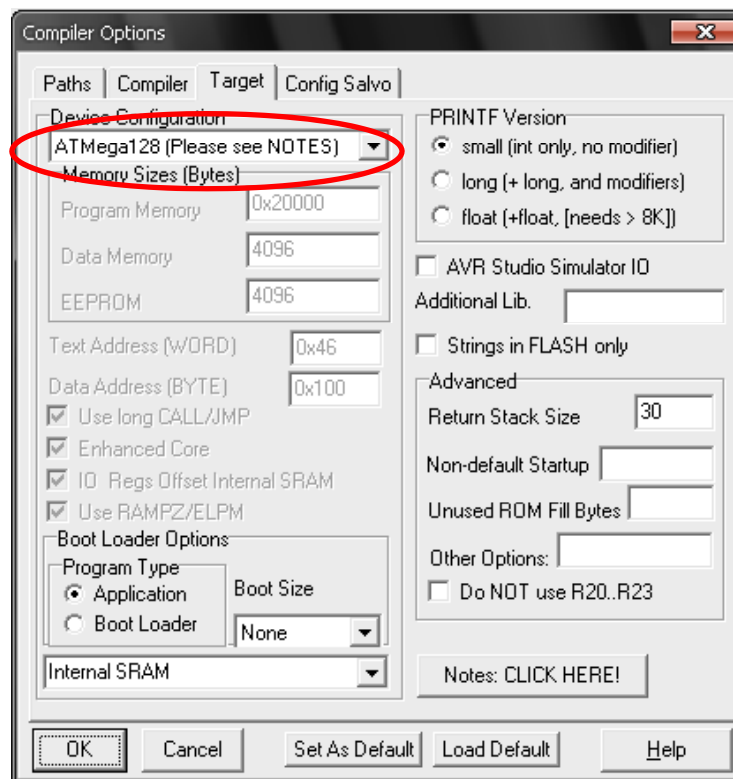 Compiler Options
Paths
Compiler
Target
Config Salvo
Device Configuration
ATMega128 (Please see NOTES)
Memory Sizes (Bytes)
Program Memory
0x20000
Data Memory
4096
EEPROM
4096
Text Address (WORD)
0x46
Data Address (BYTE)
0x100
Use long CALL/JMP
Enhanced Core
IO Regs Offset Internal SRAM
Use RAMPZ/ELPM
Boot Loader Options
Program Type
Application
Boot Loader
Boot Size
None
Internal SRAM
PRINTF Version
small (int only, no modifier)
long (+ long, and modifiers)
float (+float, [needs > 8K])
AVR Studio Simulator IO
Additional Lib.
Strings in FLASH only
Advanced
Return Stack Size
30
Non-default Startup
Unused ROM Fill Bytes
Other Options:
Do NOT use R20..R23
Notes: CLICK HERE!
OK
Cancel
Set As Default
Load Default
Help